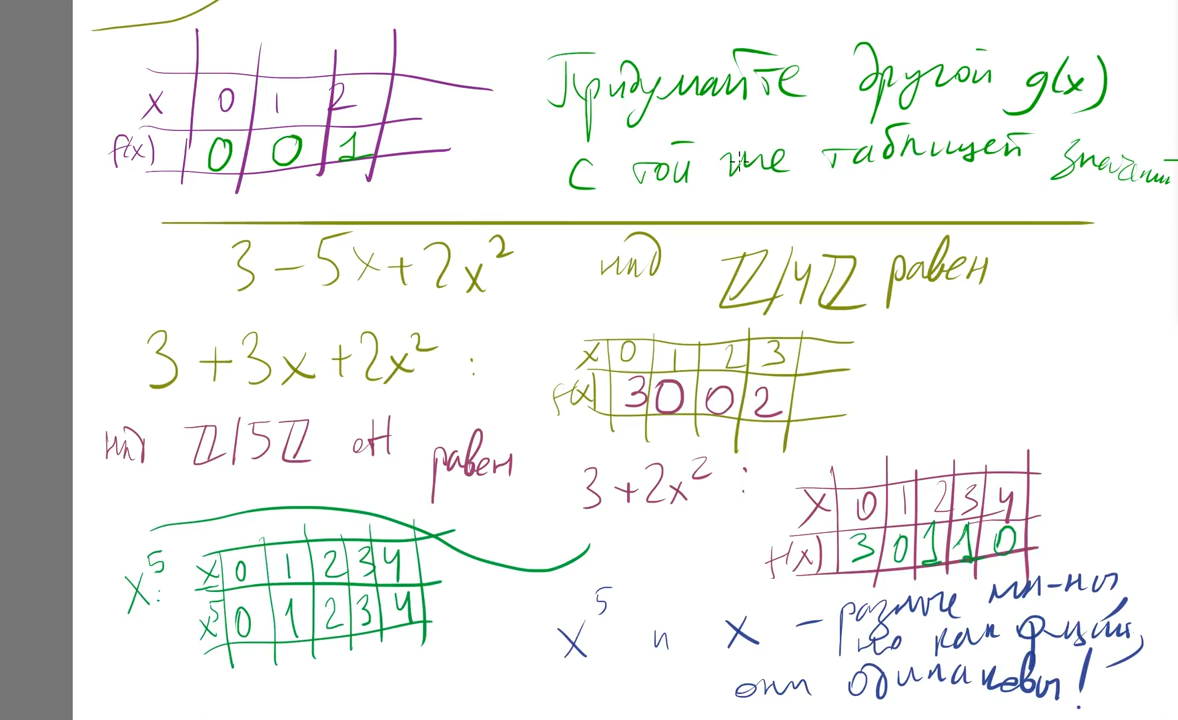 x 0 1 2
f(x) 0 0 1
Придумайте другой g(x)
с той же таблицей значений
3 - 5x + 2x² над ℤ/4ℤ равен
3 + 3x + 2x² :
x 0 1 2 3
f(x) 3 0 0 2
над ℤ/5ℤ он равен
3 + 2x² :
x 0 1 2 3 4
f(x) 3 0 1 1 0
x⁵:
x 0 1 2 3 4
x⁵ 0 1 2 3 4
x⁵ и x - разные мн-ны
но как ф-ции,
они одинаковы!